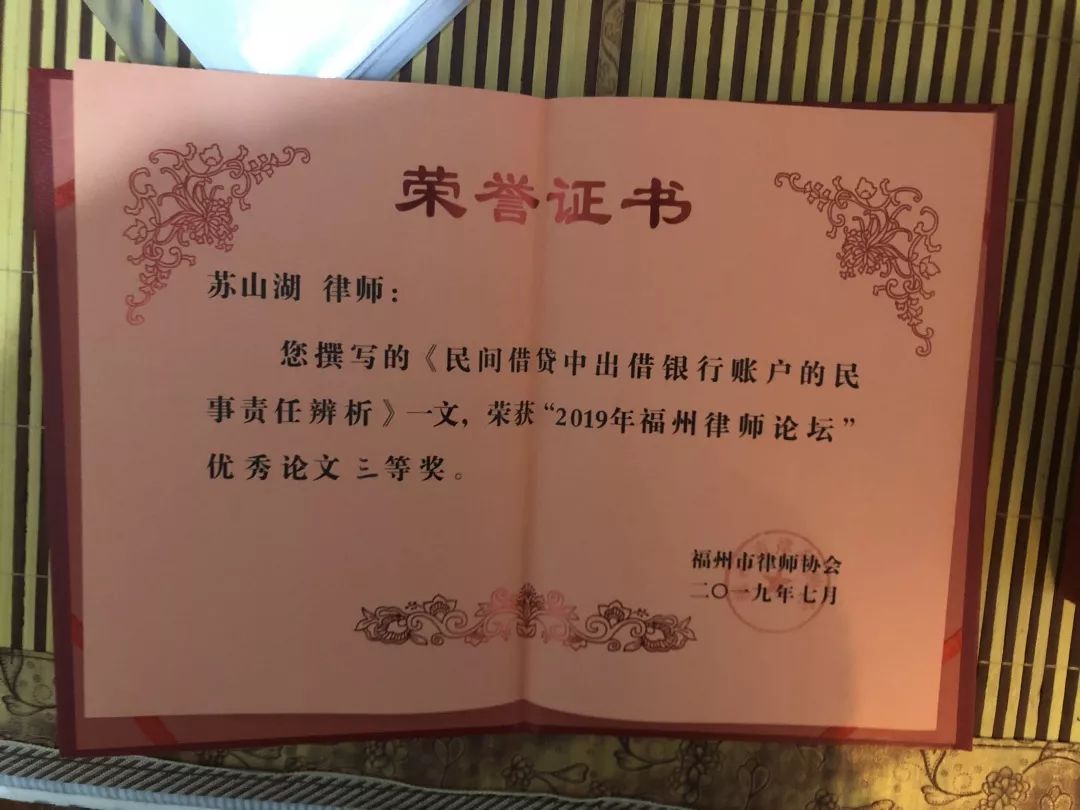 荣誉证书
苏山湖 律师：
您撰写的《民间借贷中出借银行账户的民
事责任辨析》一文，荣获“2019年福州律师论坛”
优秀论文三等奖。
福州市律师协会
二〇一九年七月